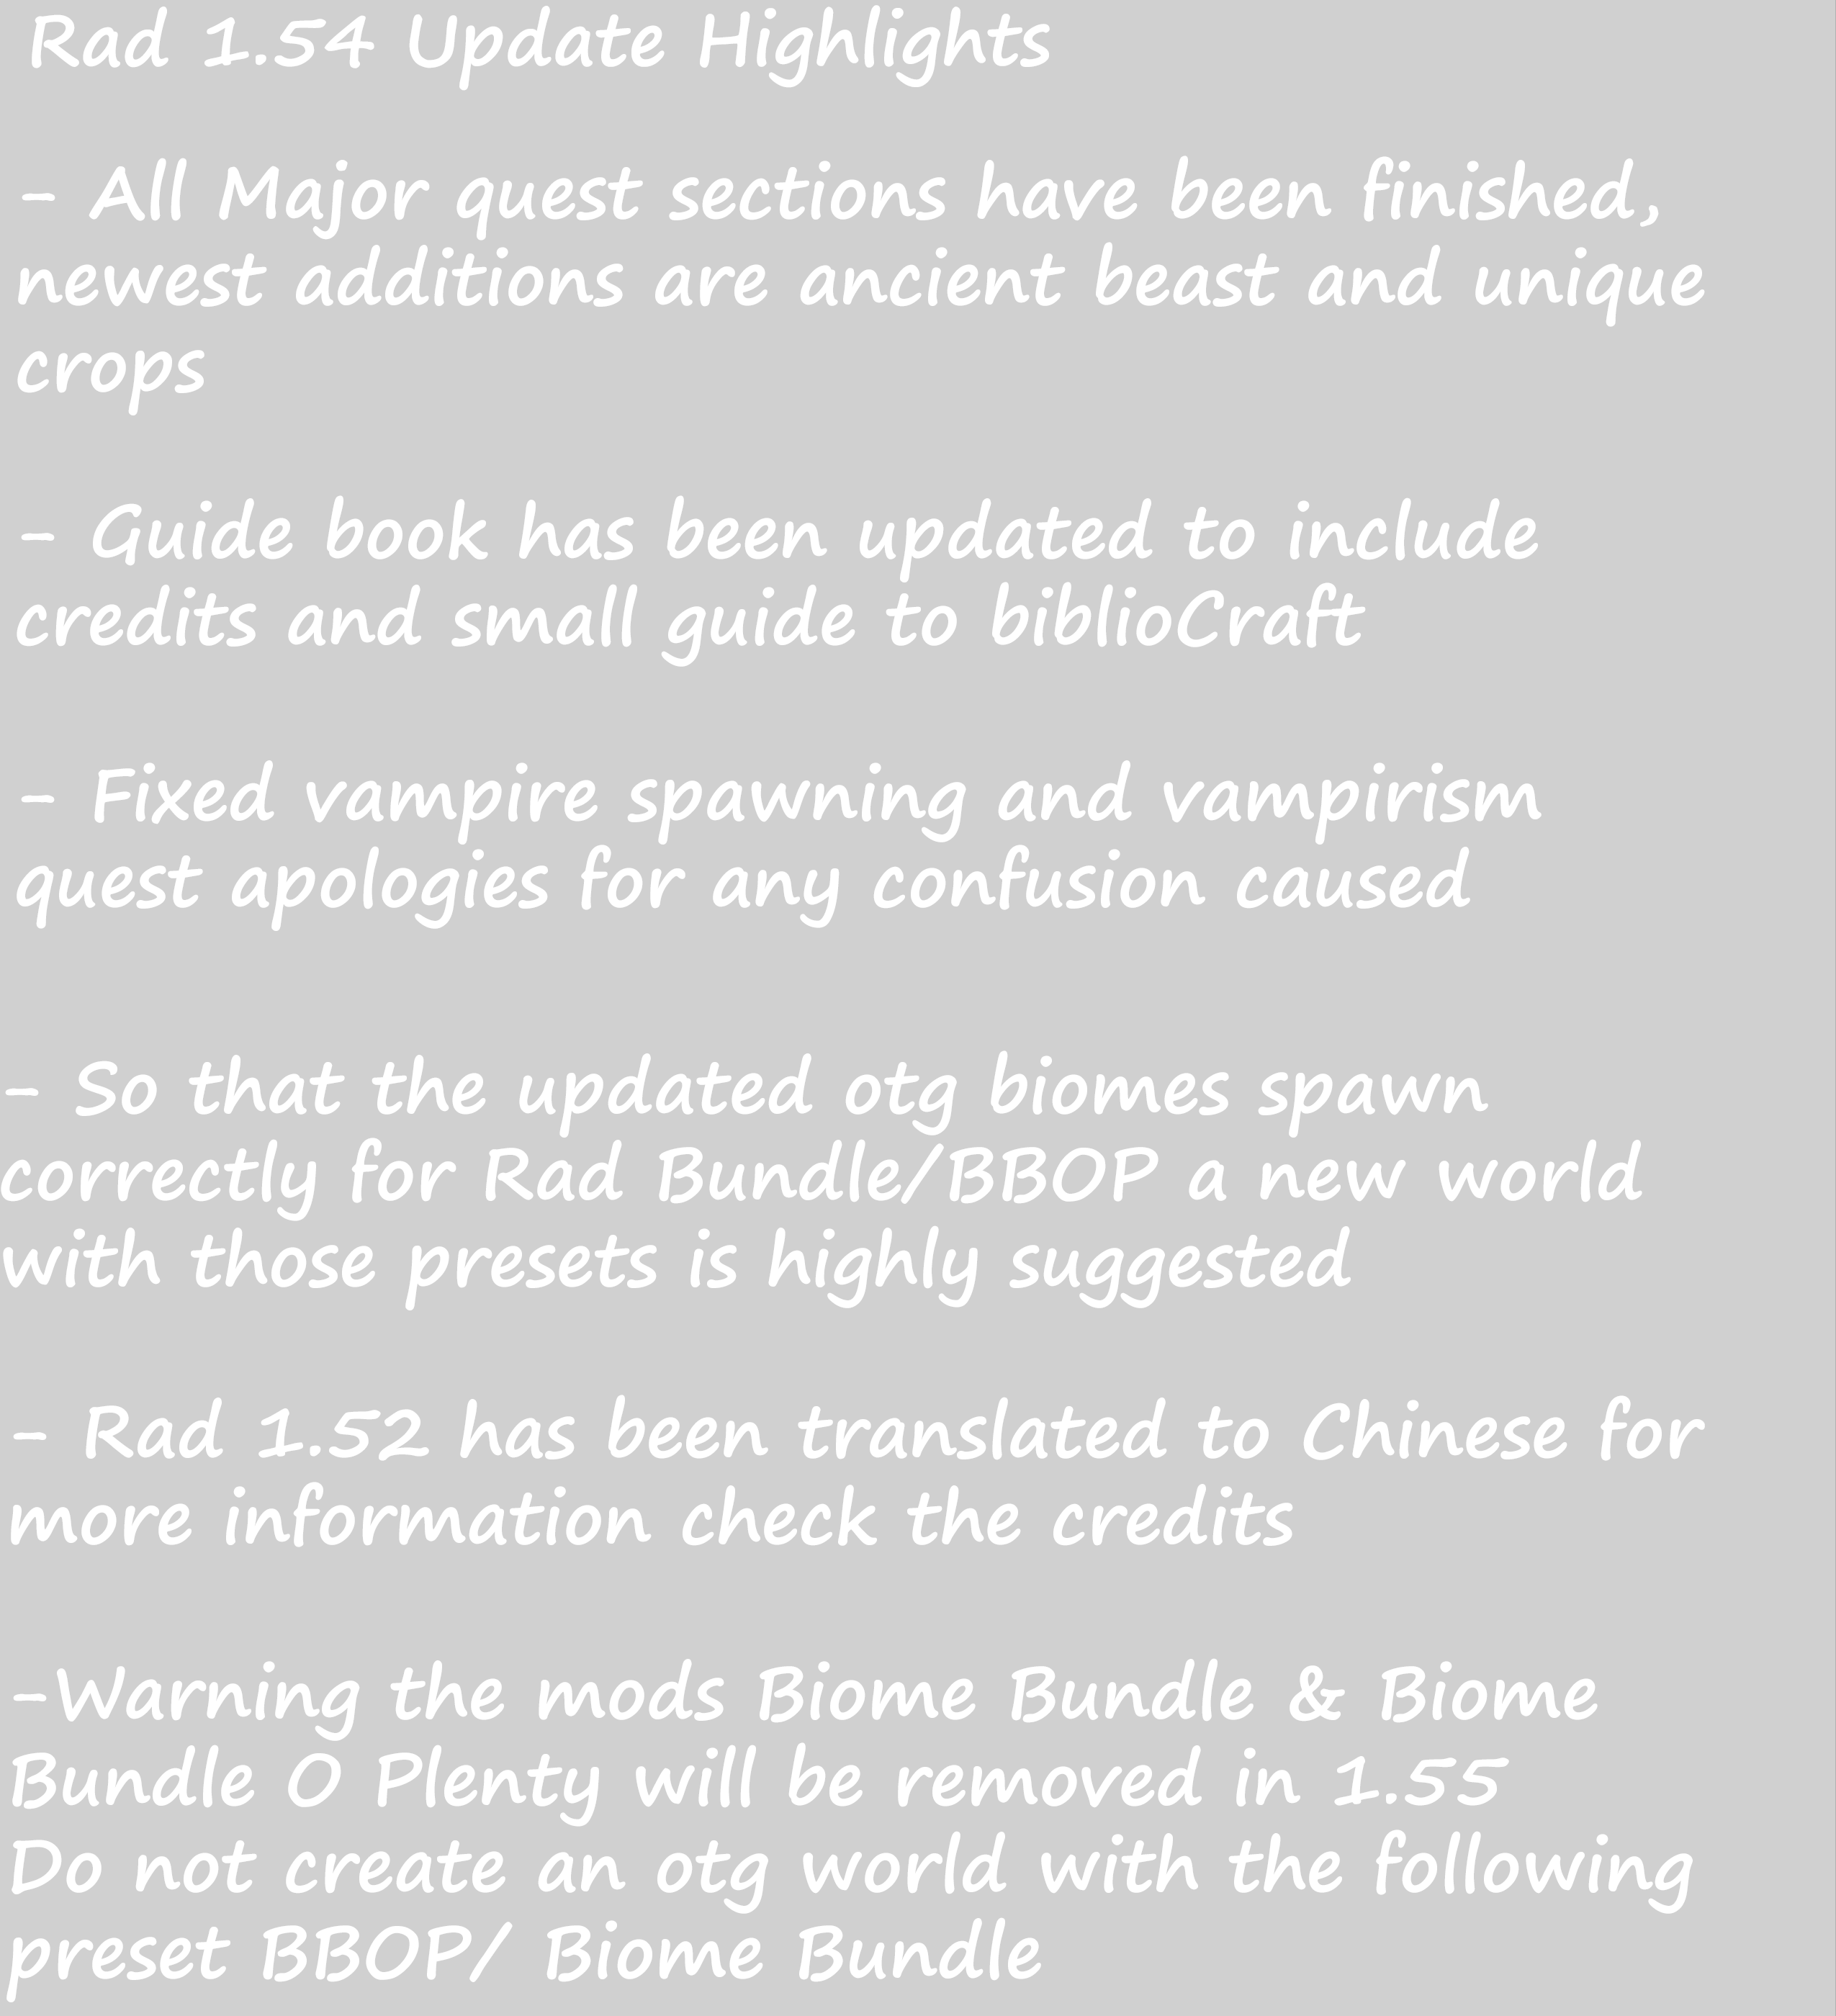 Rad 1.54 Update Highlights
- All Major quest sections have been finished,
newest additions are ancient beast and unique
crops
- Guide book has been updated to include
credits and small guide to biblioCraft
- Fixed vampire spawning and vampirism
quest apologies for any confusion caused
- So that the updated otg biomes spawn
correctly for Rad Bundle/BBOP a new world
with those presets is highly suggested
- Rad 1.52 has been translated to Chinese for
more information check the credits
-Warning the mods Biome Bundle & Biome
Bundle O Plenty will be removed in 1.55
Do not create an otg world with the following
preset BBOP/ Biome Bundle